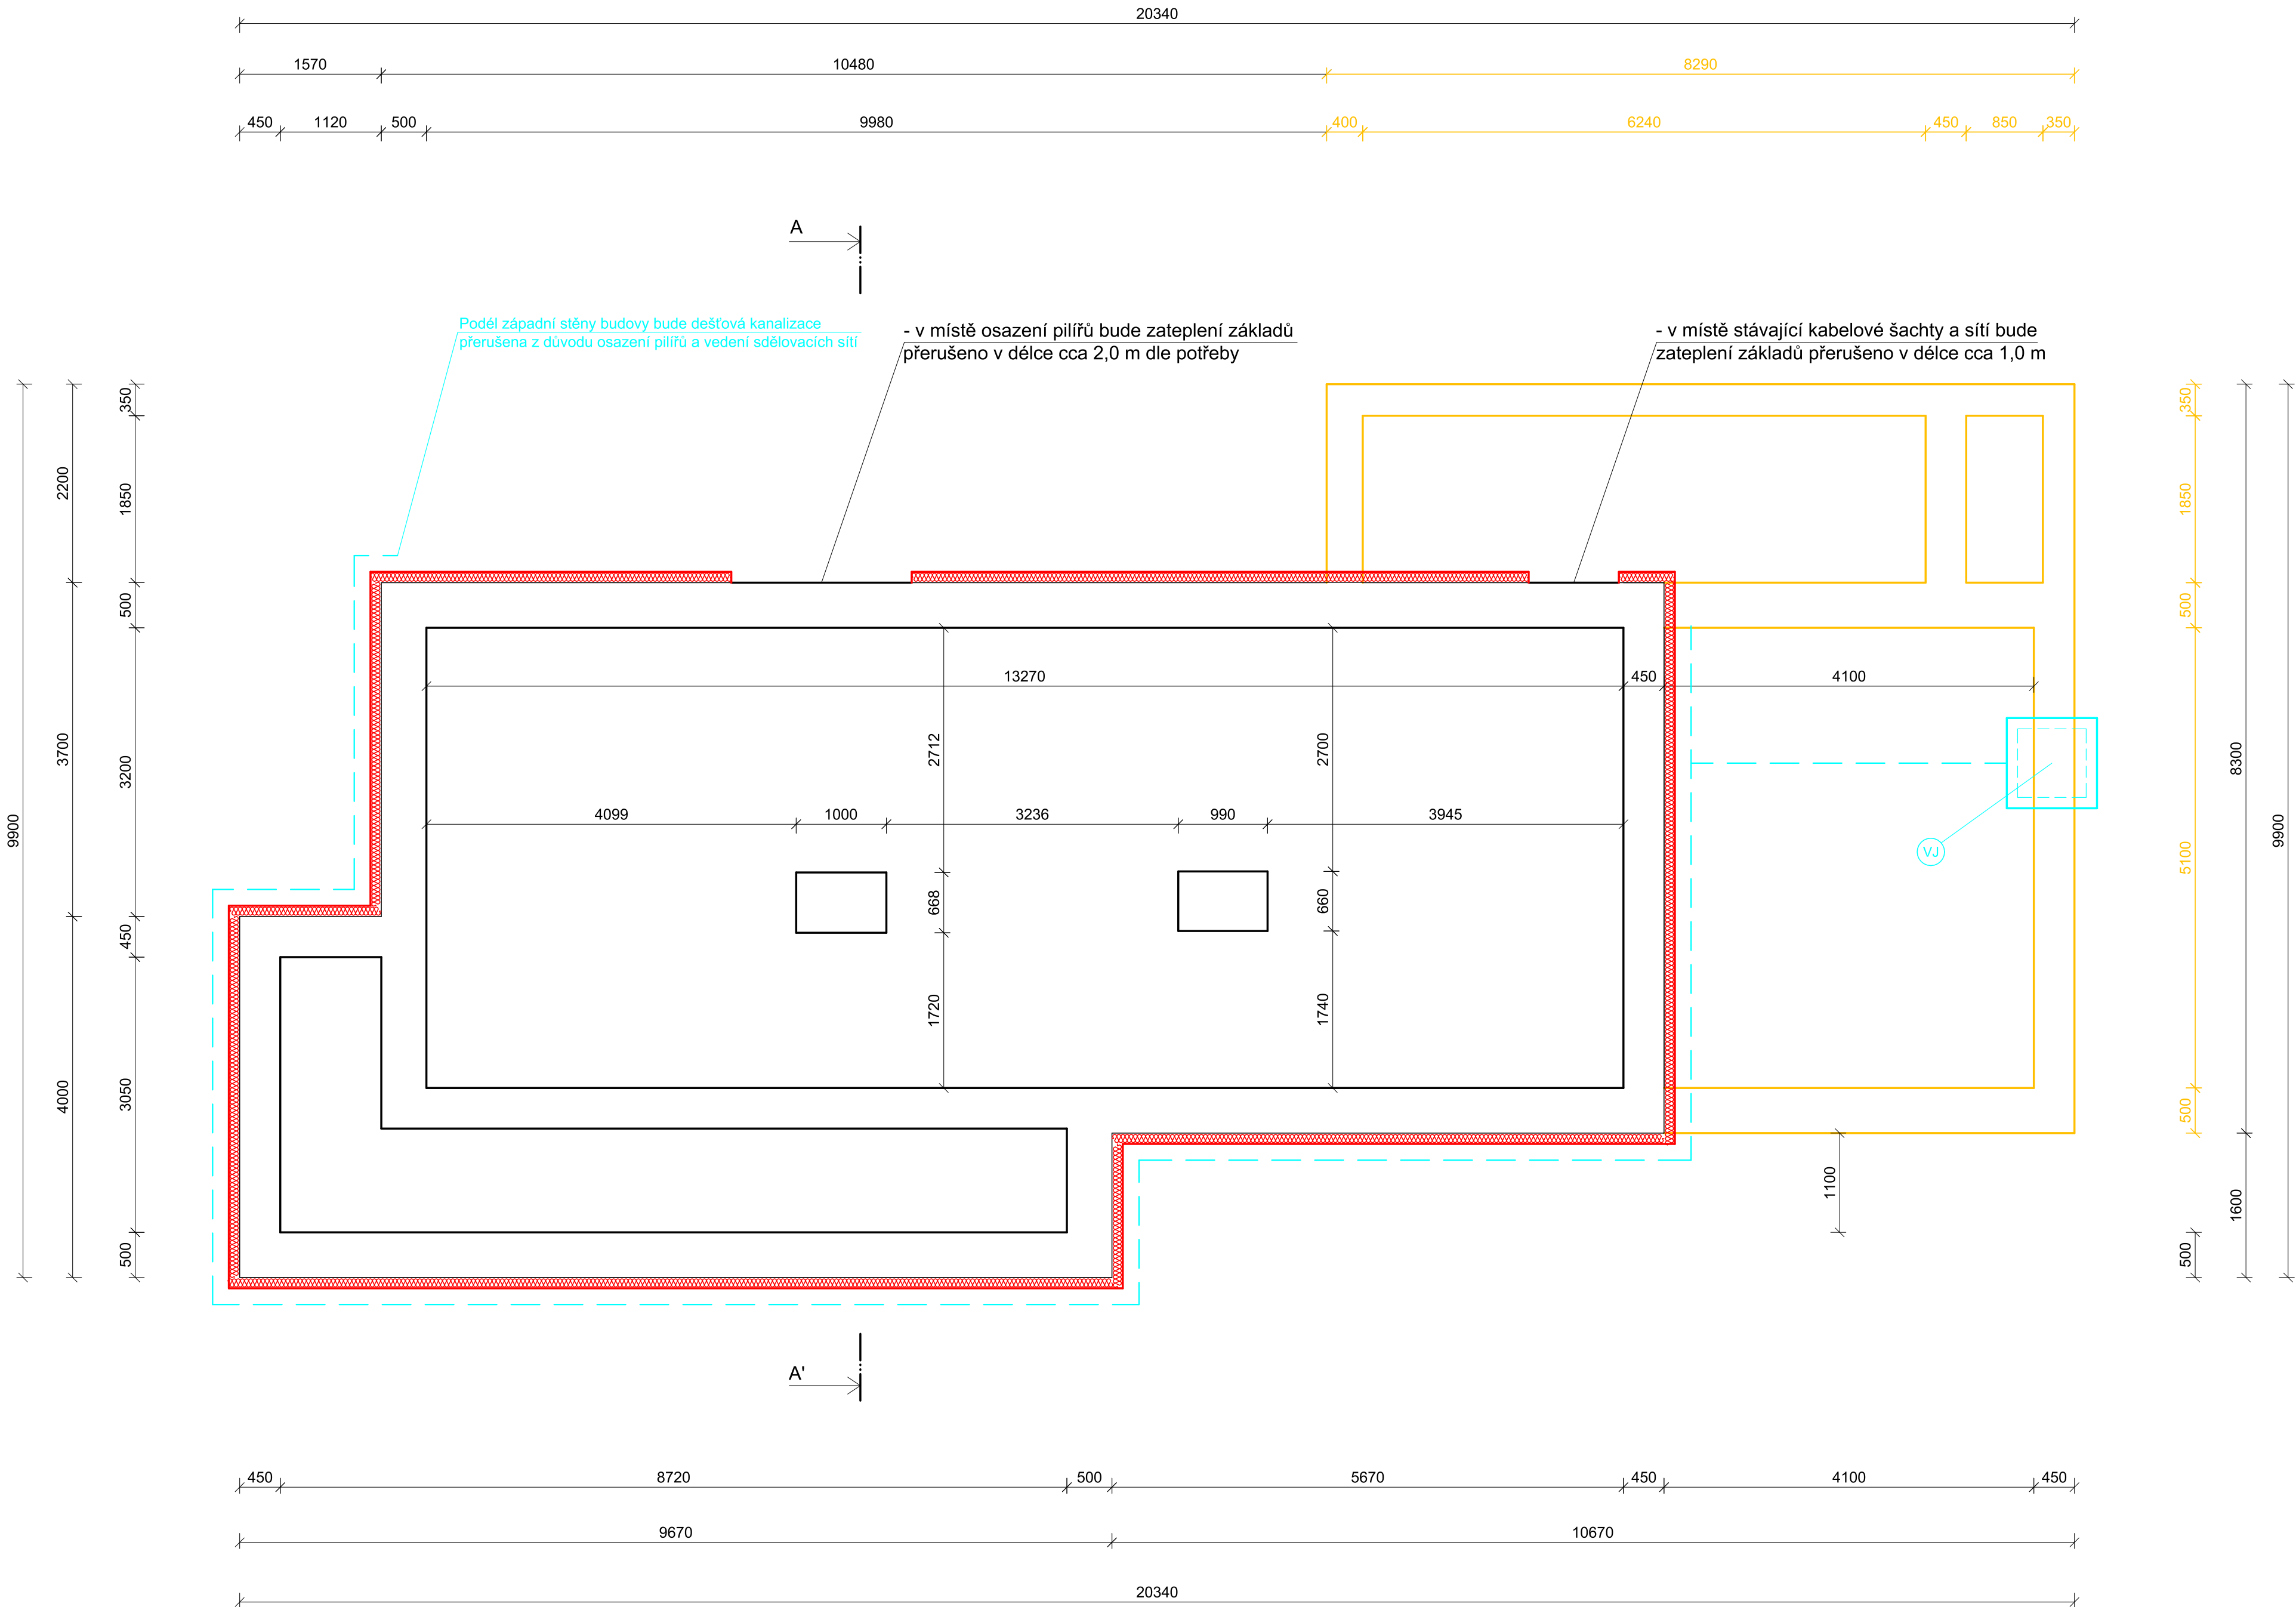 20340
1570 10480 8290
450 1120 500 9980 400 6240 450 850 350
A
Podél západní stěny budovy bude dešťová kanalizace
přerušena z důvodu osazení pilířů a vedení sdělovacích sítí
- v místě osazení pilířů bude zateplení základů
přerušeno v délce cca 2,0 m dle potřeby
- v místě stávající kabelové šachty a sítí bude
zateplení základů přerušeno v délce cca 1,0 m
9900
2200
3700
4000
350
1850
500
3200
450
3050
500
13270 450 4100
2712
668
1720
2700
660
1740
4099 1000 3236 990 3945
VJ
1100
350
1850
500
5100
500
500
8300
1600
9900
A'
450 8720 500 5670 450 4100 450
9670 10670
20340